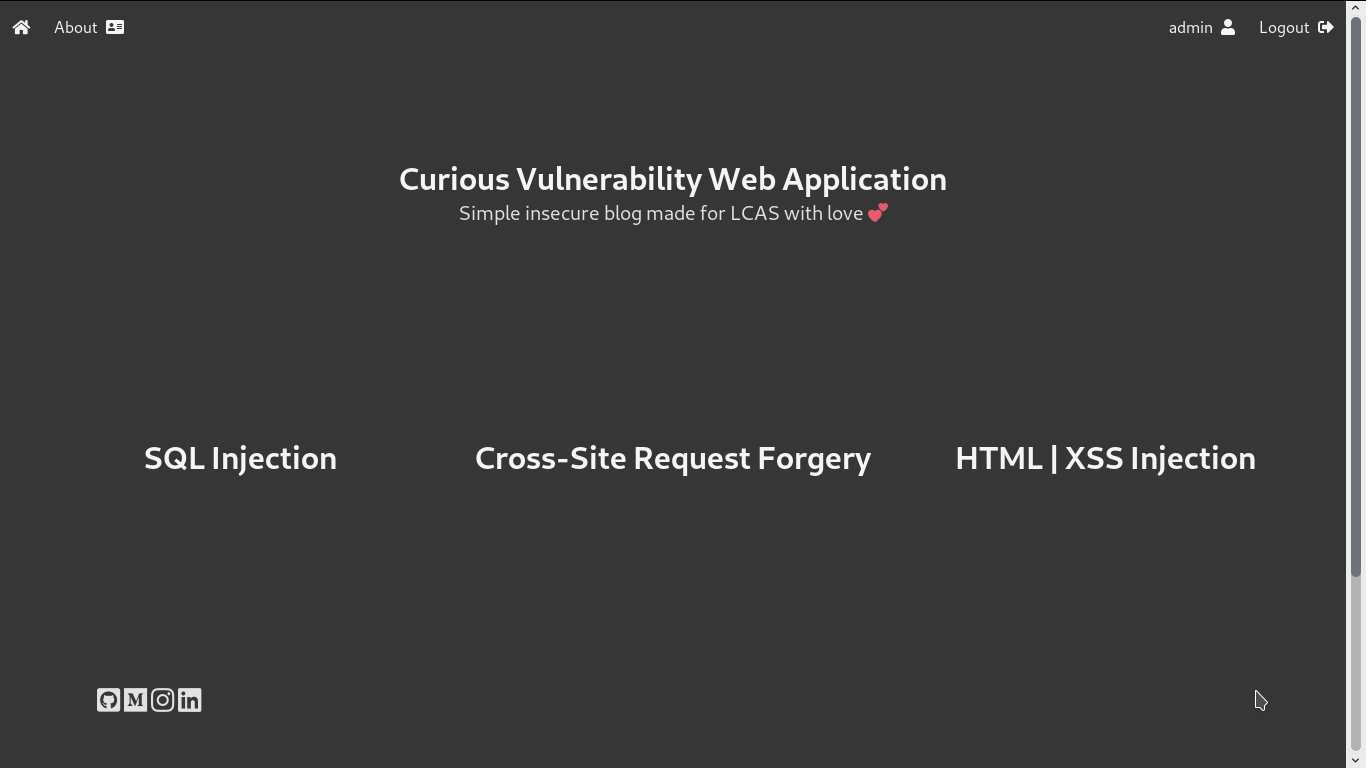 About
admin
Logout
Curious Vulnerability Web Application
Simple insecure blog made for LCAS with love 💕
SQL Injection
Cross-Site Request Forgery
HTML | XSS Injection